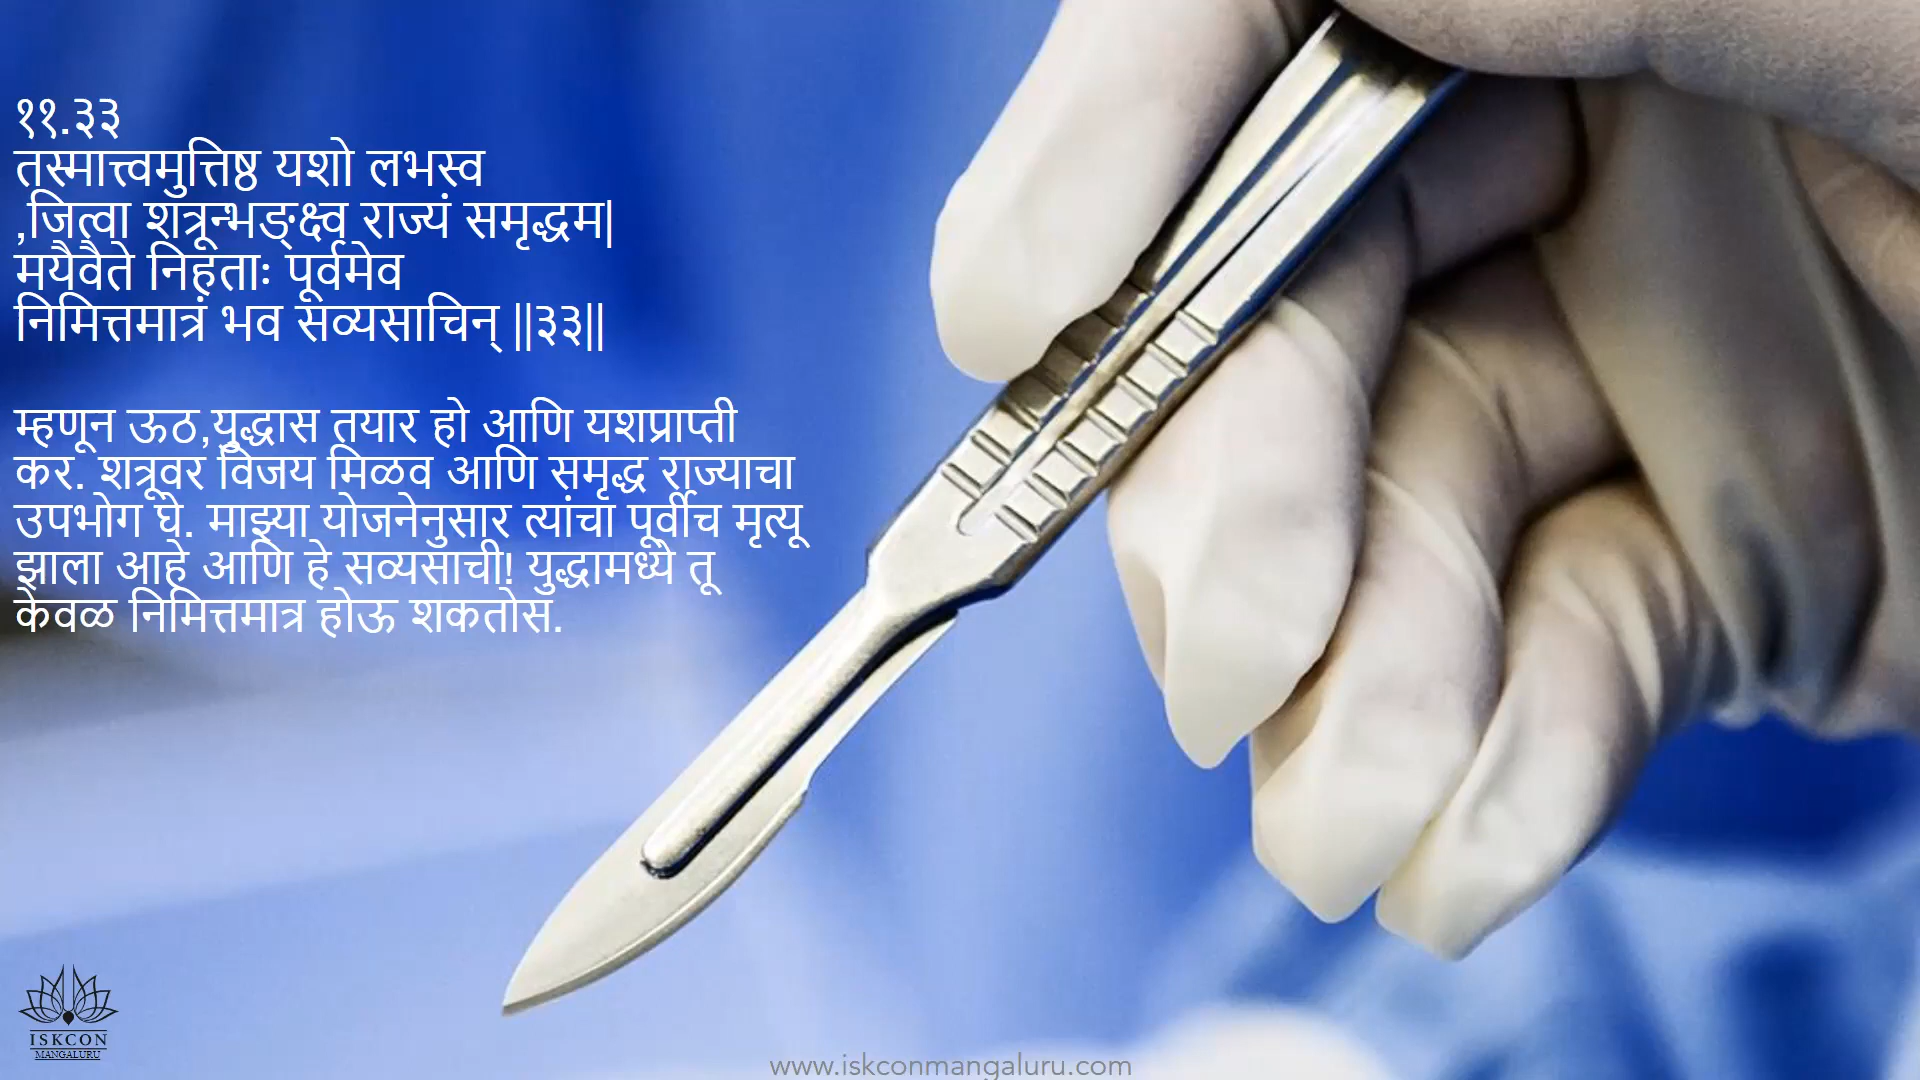 ११.३३
तस्मात्त्वमुत्तिष्ठ यशो लभस्व
,जित्वा शत्रून्भङ्क्ष्व राज्यं समृद्धम|
मयैवैते निहताः पूर्वमेव
निमित्तमात्रं भव सव्यसाचिन् ||३३||
म्हणून ऊठ,युद्धास तयार हो आणि यशप्राप्ती
कर. शत्रूवर विजय मिळव आणि समृद्ध राज्याचा
उपभोग घे. माझ्या योजनेनुसार त्यांचा पूर्वीच मृत्यू
झाला आहे आणि हे सव्यसाची! युद्धामध्ये तू
केवळ निमित्तमात्र होऊ शकतोस.
ISKCON
MANGALURU
www.iskconmangaluru.com